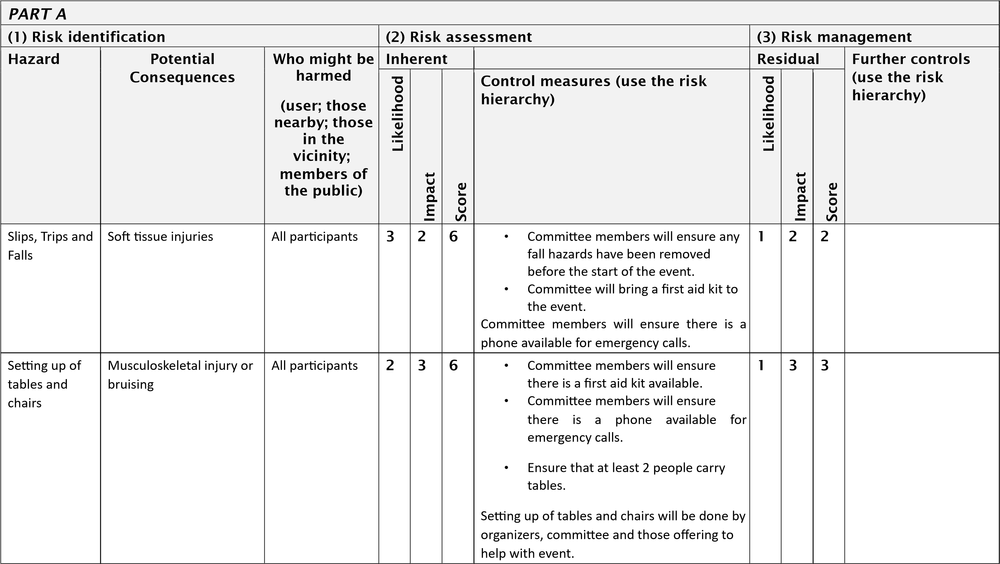 PART A
(1) Risk identification
(2) Risk assessment
(3) Risk management
Hazard
Potential
Consequences
Who might be
harmed
(user; those
nearby; those
in the
vicinity;
members of
the public)
Inherent
Likelihood
Impact
Score
Control measures (use the risk
hierarchy)
Residual
Likelihood
Impact
Score
Further controls
(use the risk
hierarchy)
Slips, Trips and
Falls
Soft tissue injuries
All participants
3
2
6
• Committee members will ensure any
fall hazards have been removed
before the start of the event.
• Committee will bring a first aid kit to
the event.
Committee members will ensure there is a
phone available for emergency calls.
1
2
2
Setting up of
tables and
chairs
Musculoskeletal injury or
bruising
All participants
2
3
6
• Committee members will ensure
there is a first aid kit available.
• Committee members will ensure
there is a phone available for
emergency calls.
• Ensure that at least 2 people carry
tables.
Setting up of tables and chairs will be done by
organizers, committee and those offering to
help with event.
1
3
3